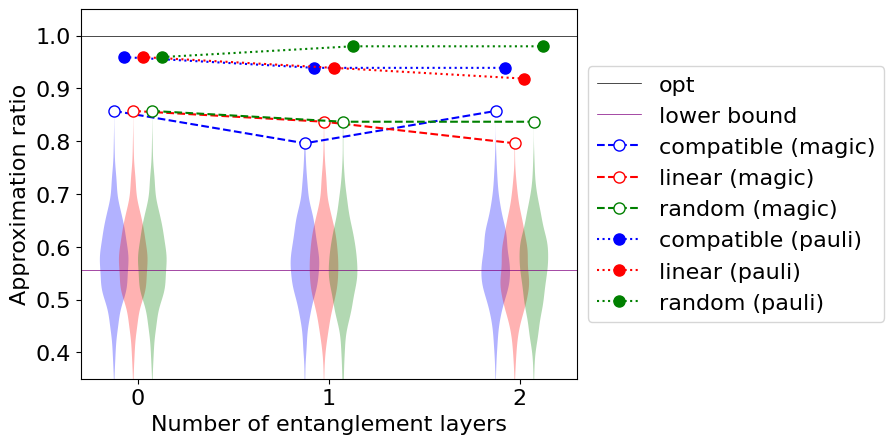 1.0
0.9
0.8
0.7
0.6
0.5
0.4
Approximation ratio
0 1 2
Number of entanglement layers
opt
lower bound
compatible (magic)
linear (magic)
random (magic)
compatible (pauli)
linear (pauli)
random (pauli)